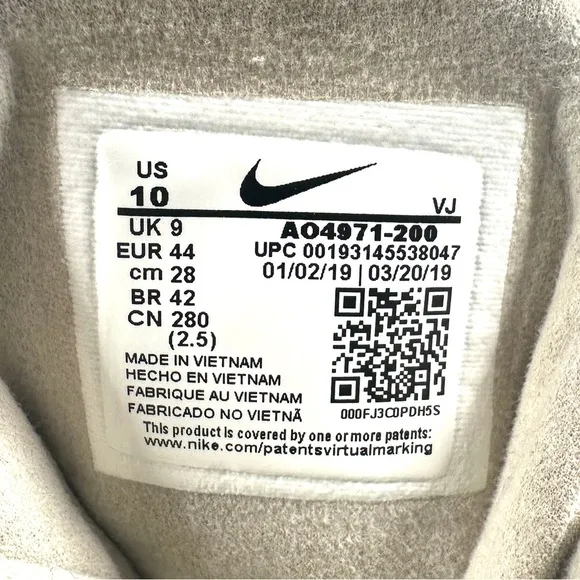 US
10
VJ
UK 9
AO4971-200
EUR 44
UPC 00193145538047
cm 28
01/02/19 | 03/20/19
BR 42
CN 280
(2.5)
MADE IN VIETNAM
HECHO EN VIETNAM
FABRIQUE AU VIETNAM
FABRICADO NO VIETNÃ
000FJ3C0PDH5S
This product is covered by one or more patents:
www.nike.com/patentsvirtualmarking